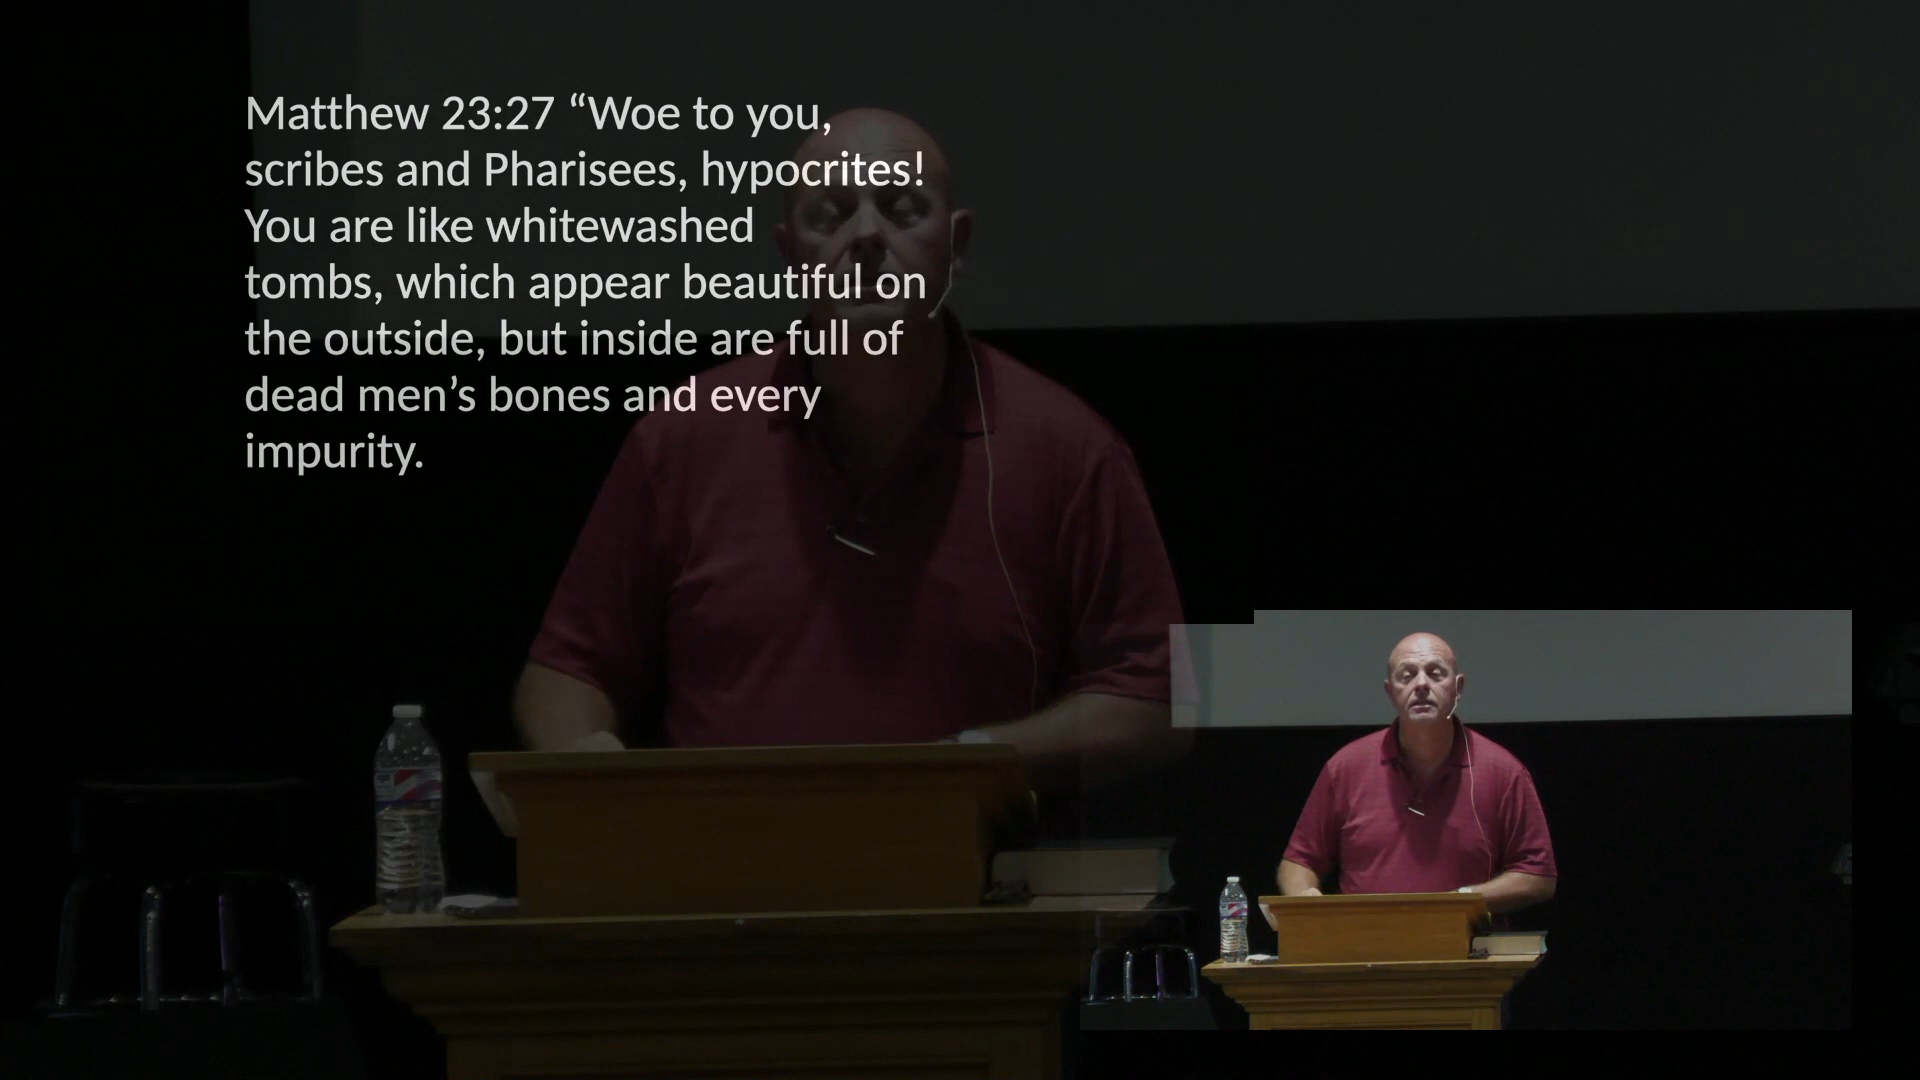 Matthew 23:27 “Woe to you,
scribes and Pharisees, hypocrites!
You are like whitewashed
tombs, which appear beautiful on
the outside, but inside are full of
dead men’s bones and every
impurity.